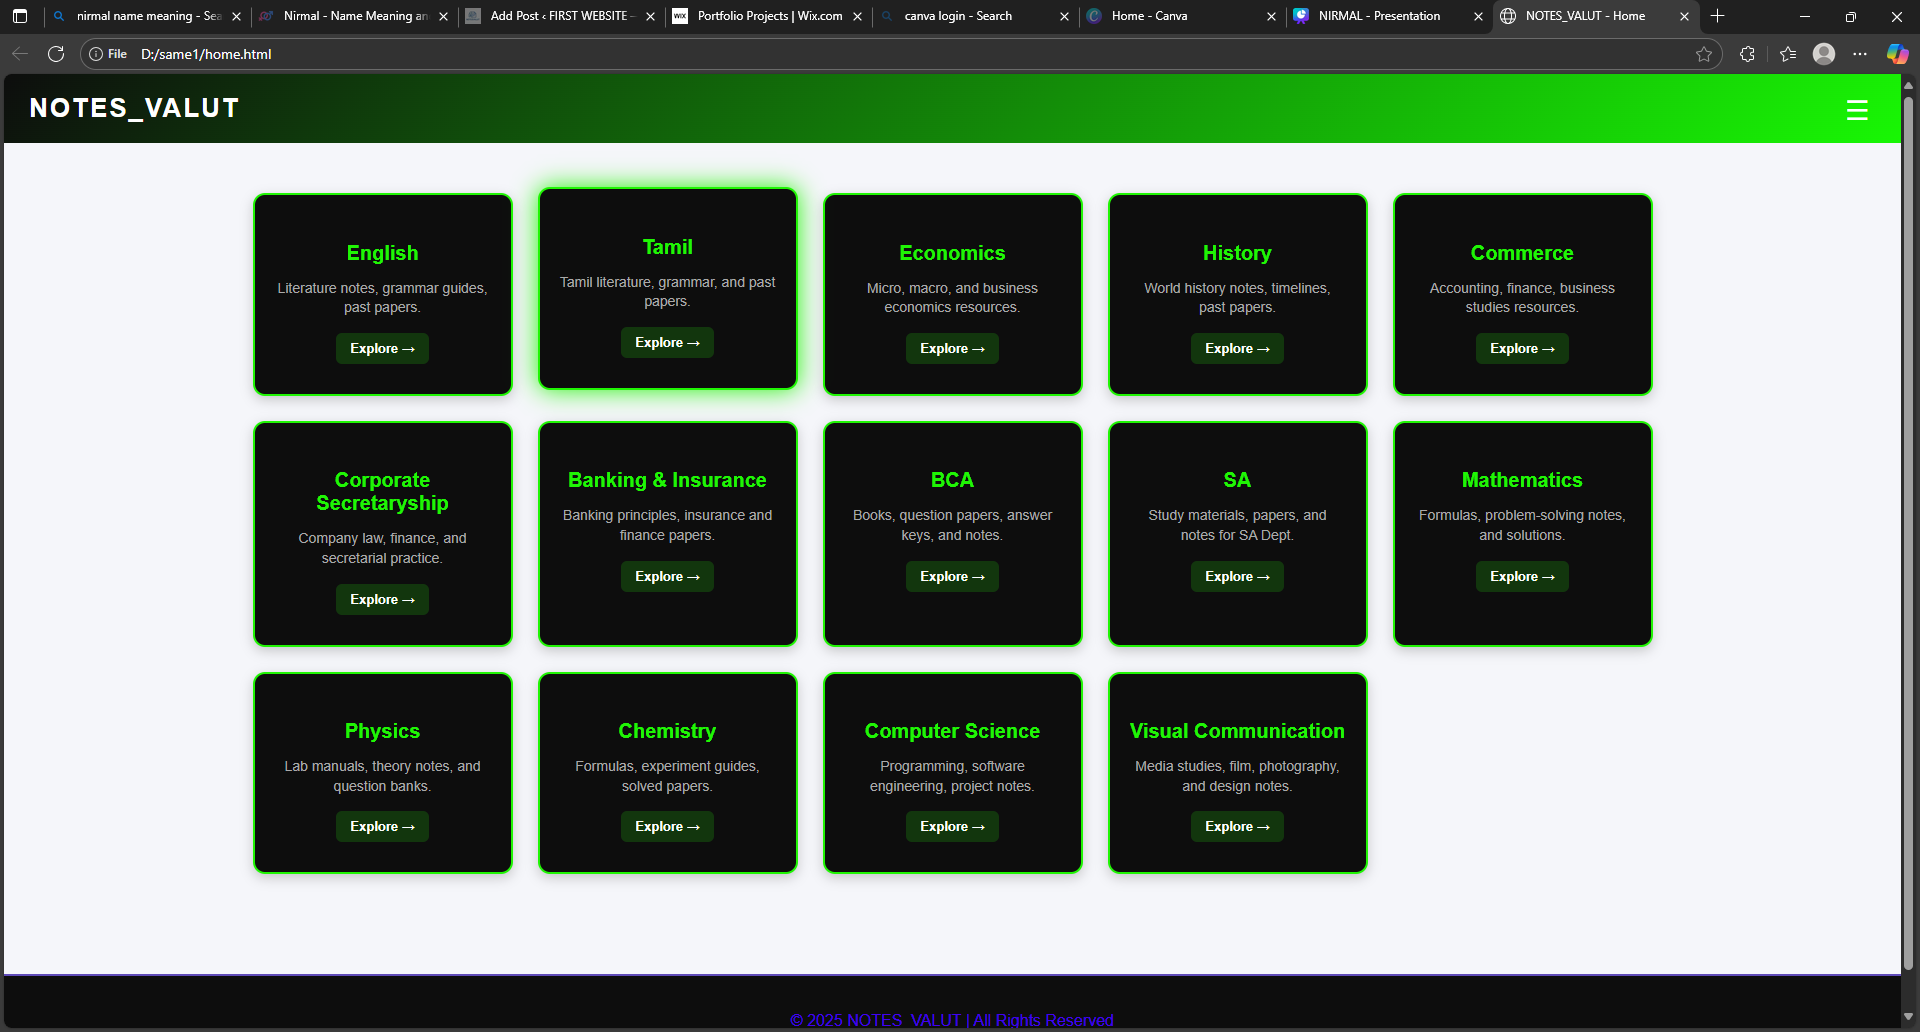 nirmal name meaning - Sea
Nirmal - Name Meaning an
Add Post ‹ FIRST WEBSITE —
WIX
Portfolio Projects | Wix.com
canva login - Search
Home - Canva
NIRMAL - Presentation
NOTES_VALUT - Home
File D:/same1/home.html
NOTES_VALUT
English
Literature notes, grammar guides,
past papers.
Explore →
Tamil
Tamil literature, grammar, and past
papers.
Explore →
Economics
Micro, macro, and business
economics resources.
Explore →
History
World history notes, timelines,
past papers.
Explore →
Commerce
Accounting, finance, business
studies resources.
Explore →
Corporate
Secretaryship
Company law, finance, and
secretarial practice.
Explore →
Banking & Insurance
Banking principles, insurance and
finance papers.
Explore →
BCA
Books, question papers, answer
keys, and notes.
Explore →
SA
Study materials, papers, and
notes for SA Dept.
Explore →
Mathematics
Formulas, problem-solving notes,
and solutions.
Explore →
Physics
Lab manuals, theory notes, and
question banks.
Explore →
Chemistry
Formulas, experiment guides,
solved papers.
Explore →
Computer Science
Programming, software
engineering, project notes.
Explore →
Visual Communication
Media studies, film, photography,
and design notes.
Explore →
© 2025 NOTES_VALUT | All Rights Reserved